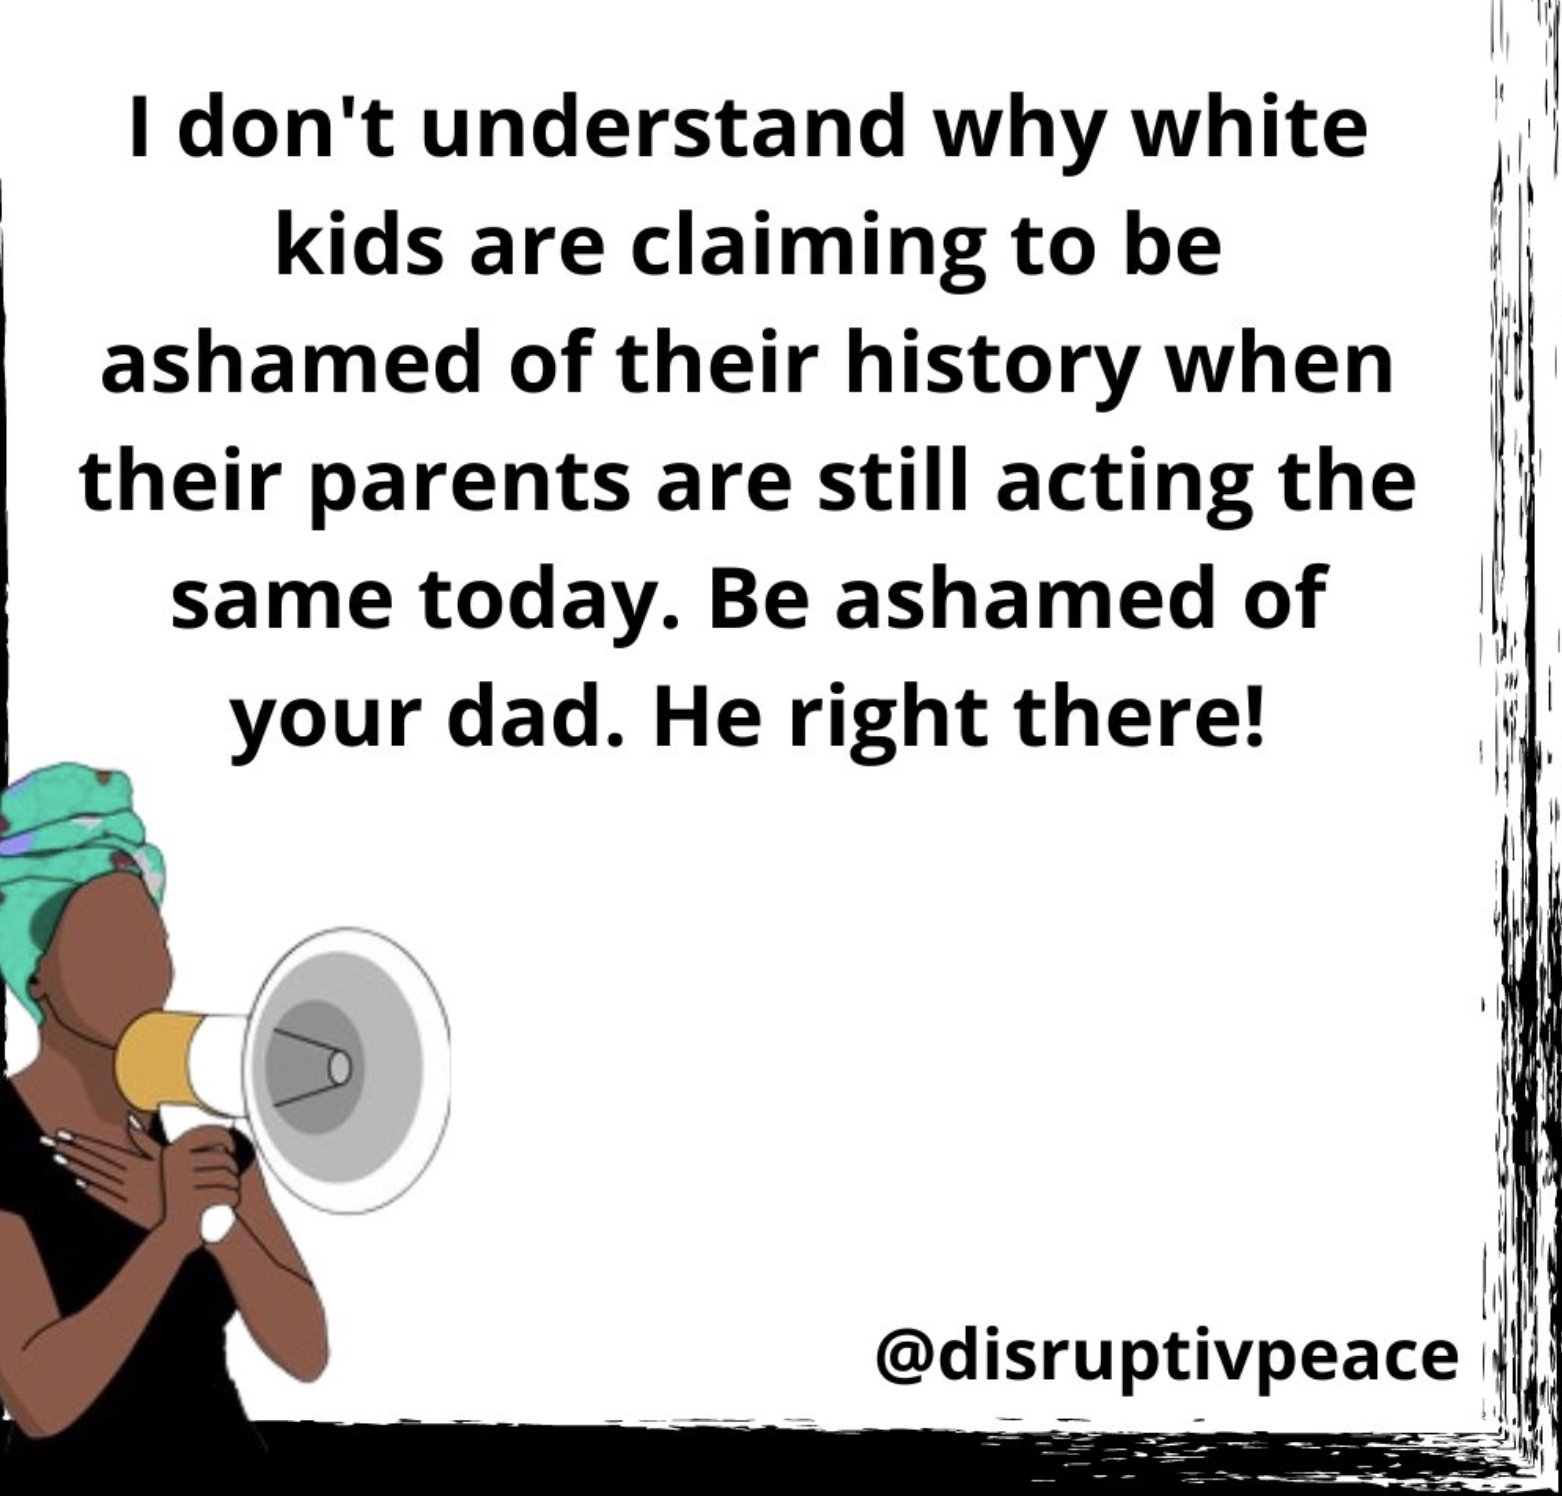 I don't understand why white
kids are claiming to be
ashamed of their history when
their parents are still acting the
same today. Be ashamed of
your dad. He right there!
@disruptivpeace